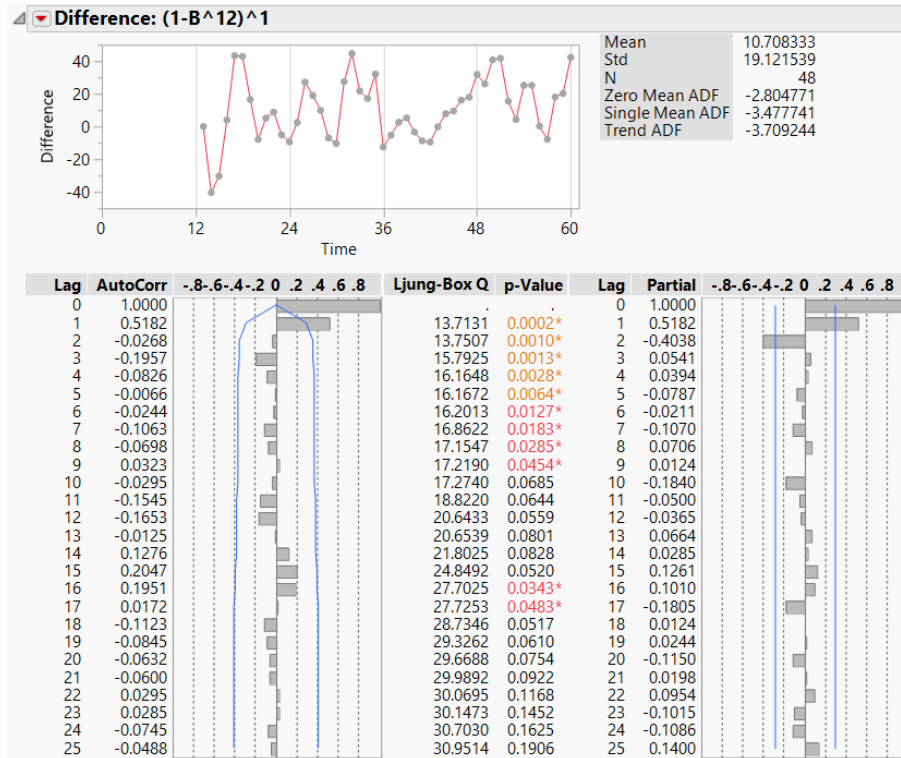 Difference: (1-B^12)^1
40
20
0
-20
-40
Difference
0 12 24 36 48 60
Time
Mean 10.708333
Std 19.121539
N 48
Zero Mean ADF -2.804771
Single Mean ADF -3.477741
Trend ADF -3.709244
Lag AutoCorr -.8-.6-.4-.2 0 .2 .4 .6 .8 Ljung-Box Q p-Value Lag Partial -.8-.6-.4-.2 0 .2 .4 .6 .8
0 1.0000 . . 0 1.0000
1 0.5182 13.7131 0.0002* 1 0.5182
2 -0.0268 13.7507 0.0010* 2 -0.4038
3 -0.1957 15.7925 0.0013* 3 0.0541
4 -0.0826 16.1648 0.0028* 4 0.0394
5 -0.0066 16.1672 0.0064* 5 -0.0787
6 -0.0244 16.2013 0.0127* 6 -0.0211
7 -0.1063 16.8622 0.0183* 7 -0.1070
8 -0.0698 17.1547 0.0285* 8 0.0706
9 0.0323 17.2190 0.0454* 9 0.0124
10 -0.0295 17.2740 0.0685 10 -0.1840
11 -0.1545 18.8220 0.0644 11 -0.0500
12 -0.1653 20.6433 0.0559 12 -0.0365
13 -0.0125 20.6539 0.0801 13 0.0664
14 0.1276 21.8025 0.0828 14 0.0285
15 0.2047 24.8492 0.0520 15 0.1261
16 0.1951 27.7025 0.0343* 16 0.1010
17 0.0172 27.7253 0.0483* 17 -0.1805
18 -0.1123 28.7346 0.0517 18 0.0124
19 -0.0845 29.3262 0.0610 19 0.0244
20 -0.0632 29.6688 0.0754 20 -0.1150
21 -0.0600 29.9892 0.0922 21 0.0198
22 0.0295 30.0695 0.1168 22 0.0954
23 0.0285 30.1473 0.1452 23 -0.1015
24 -0.0745 30.7030 0.1625 24 -0.1086
25 -0.0488 30.9514 0.1906 25 0.1400